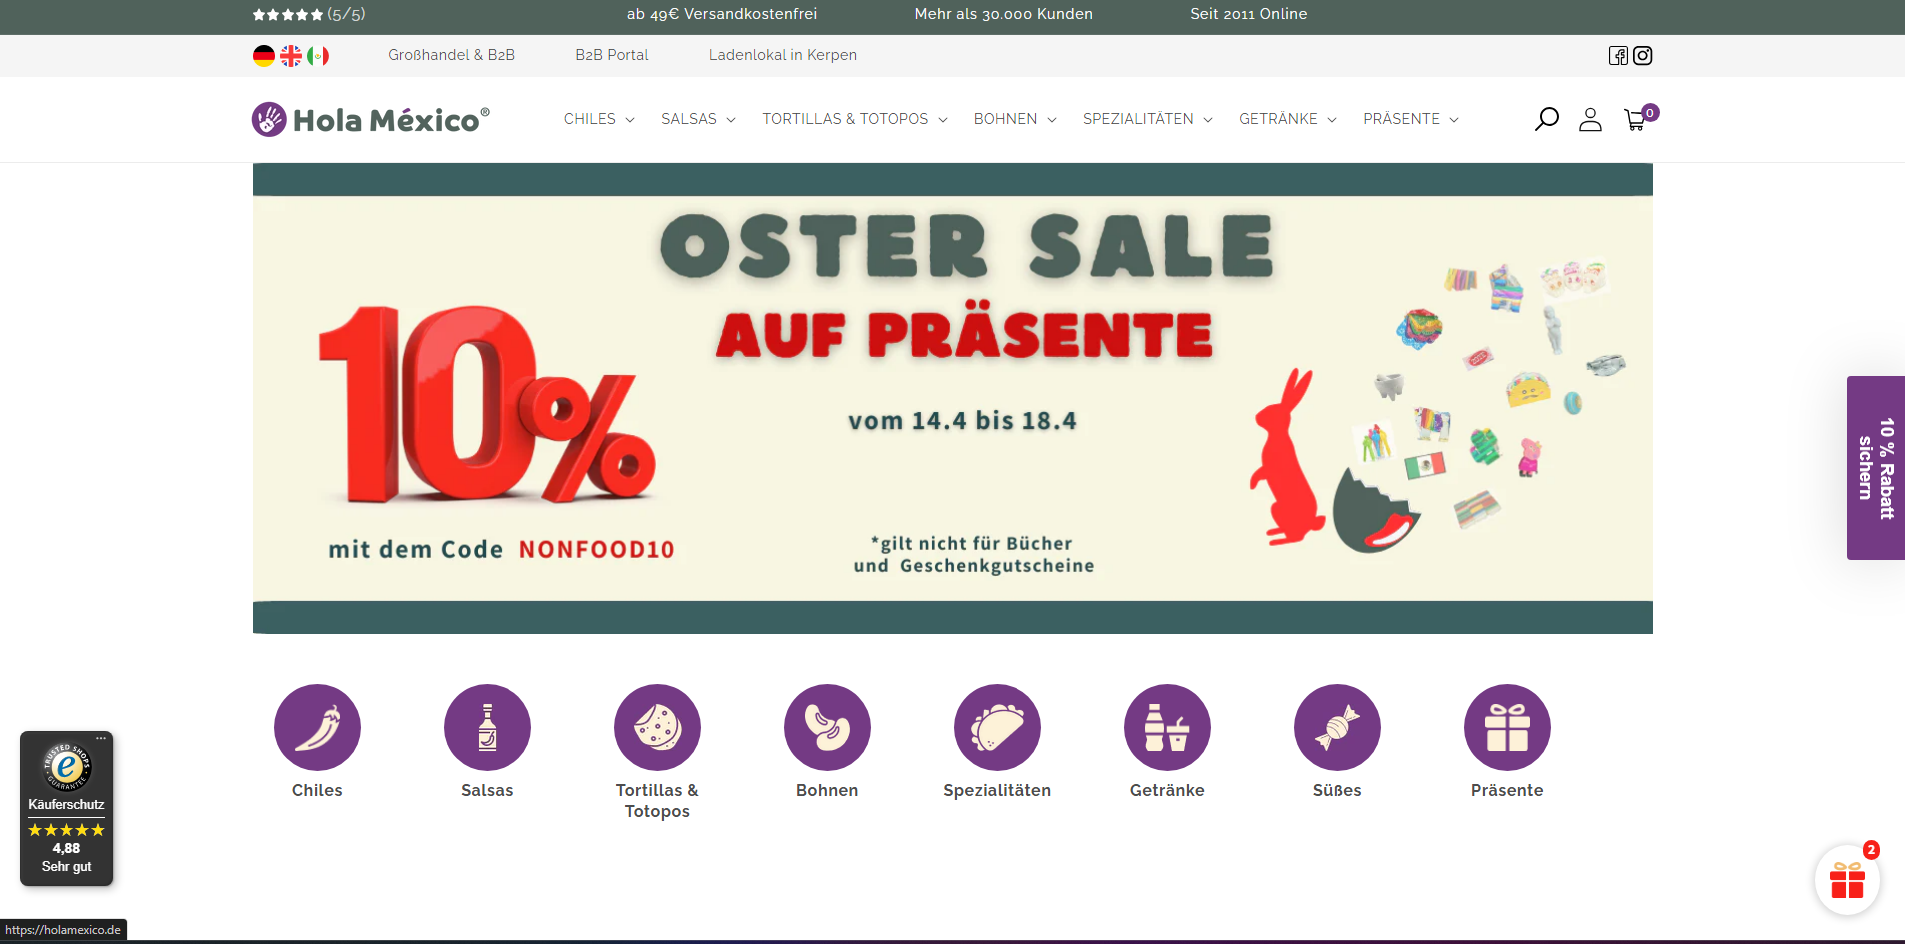 (5/5)
ab 49€ Versandkostenfrei
Mehr als 30.000 Kunden
Seit 2011 Online
Großhandel & B2B
B2B Portal
Ladenlokal in Kerpen
Hola México®
CHILES
SALSAS
TORTILLAS & TOTOPOS
BOHNEN
SPEZIALITÄTEN
GETRÄNKE
PRÄSENTE
0
OSTER SALE
AUF PRÄSENTE
10%
vom 14.4 bis 18.4
mit dem Code NONFOOD10
*gilt nicht für Bücher
und Geschenkgutscheine
10 % Rabatt
sichern
Chiles
Salsas
Tortillas &
Totopos
Bohnen
Spezialitäten
Getränke
Süßes
Präsente
TRUSTED SHOPS
GUARANTEE
e
Käuferschutz
4,88
Sehr gut
2
https://holamexico.de